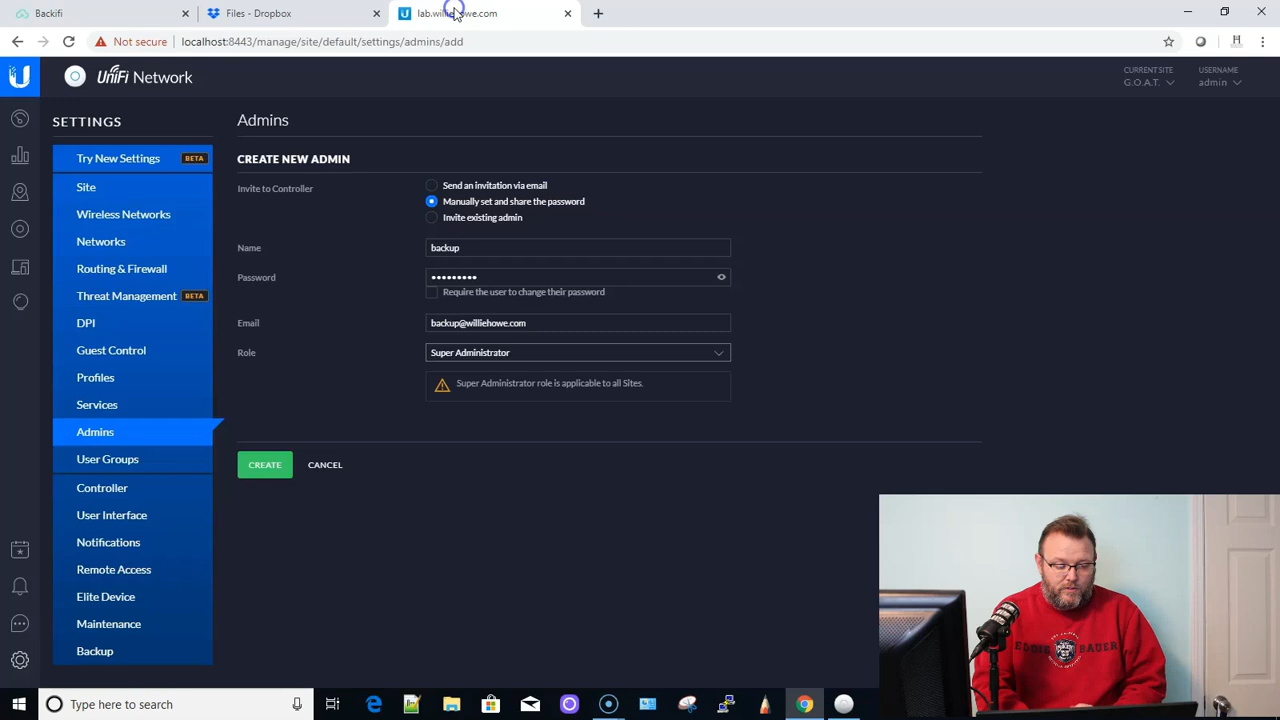 Backifi
Files - Dropbox
lab.williehowe.com
Not secure
localhost:8443/manage/site/default/settings/admins/add
UniFi Network
CURRENT SITE
G.O.A.T.
USERNAME
admin
SETTINGS
Try New Settings BETA
Site
Wireless Networks
Networks
Routing & Firewall
Threat Management BETA
DPI
Guest Control
Profiles
Services
Admins
User Groups
Controller
User Interface
Notifications
Remote Access
Elite Device
Maintenance
Backup
Admins
CREATE NEW ADMIN
Invite to Controller
Send an invitation via email
Manually set and share the password
Invite existing admin
Name
backup
Password
•••••••••
Require the user to change their password
Email
backup@williehowe.com
Role
Super Administrator
Super Administrator role is applicable to all Sites.
CREATE
CANCEL
EDDIE BAUER
Type here to search